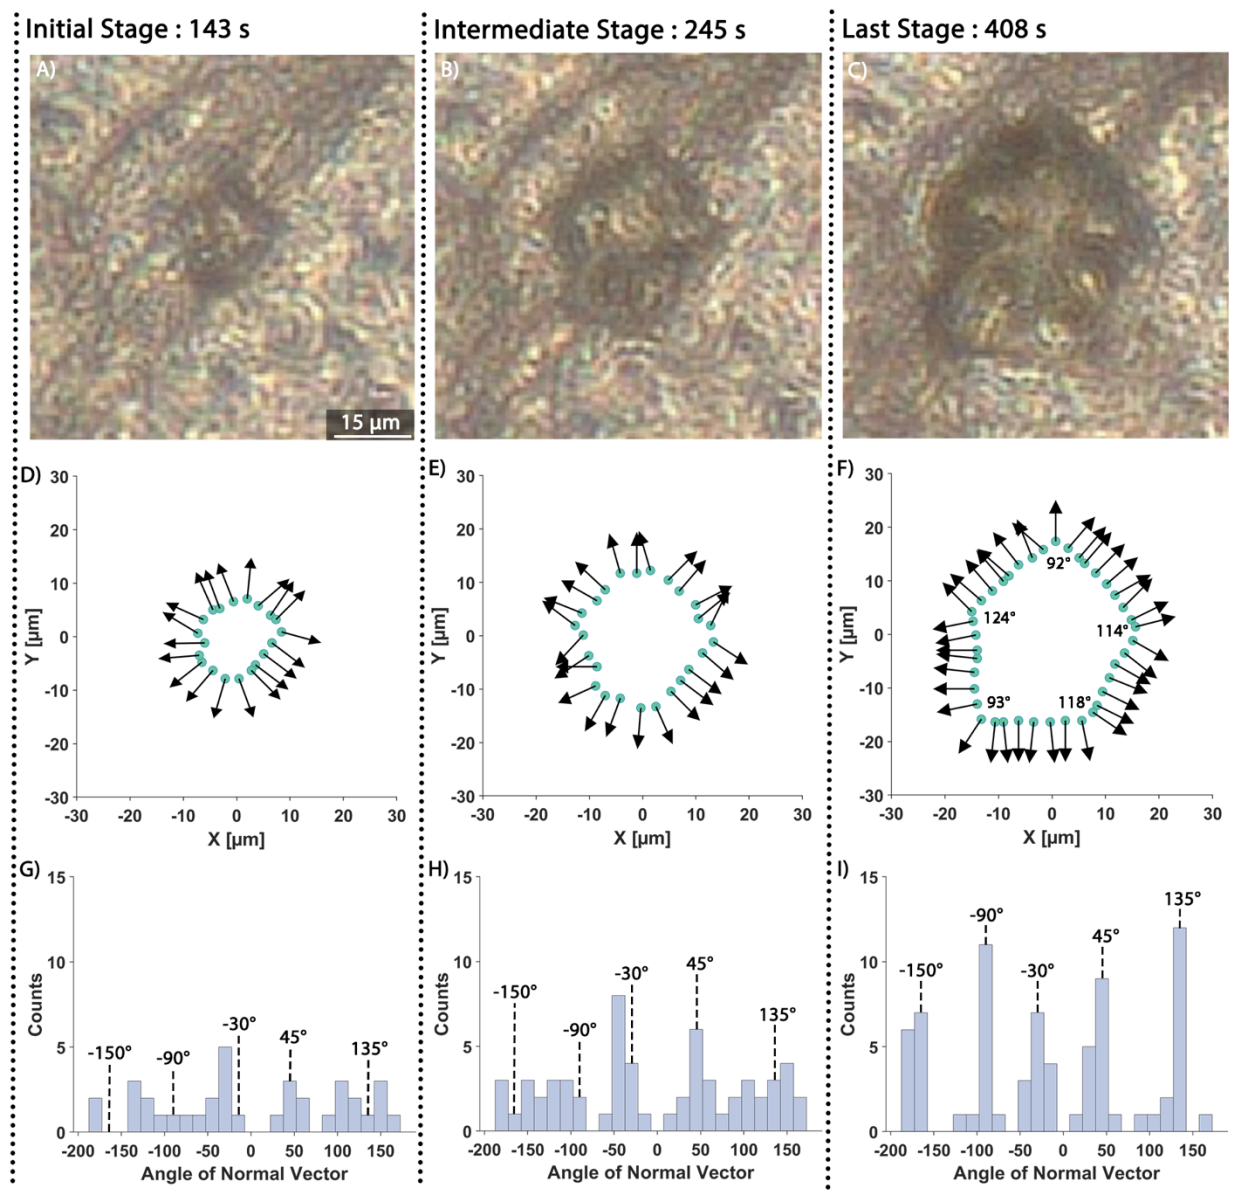 Initial Stage : 143 s
Intermediate Stage : 245 s
Last Stage : 408 s
A)
B)
C)
15 µm
D)
30
20
10
0
-10
-20
-30
Y [µm]
-30 -20 -10 0 10 20 30
X [µm]
E)
30
20
10
0
-10
-20
-30
Y [µm]
-30 -20 -10 0 10 20 30
X [µm]
F)
30
20
10
0
-10
-20
-30
Y [µm]
92°
124°
114°
93°
118°
-30 -20 -10 0 10 20 30
X [µm]
G)
15
10
5
0
Counts
-150°
-90°
-30°
45°
135°
-200 -150 -100 -50 0 50 100 150
Angle of Normal Vector
H)
15
10
5
0
Counts
-150°
-90°
-30°
45°
135°
-200 -150 -100 -50 0 50 100 150
Angle of Normal Vector
I)
15
10
5
0
Counts
-150°
-90°
-30°
45°
135°
-200 -150 -100 -50 0 50 100 150
Angle of Normal Vector